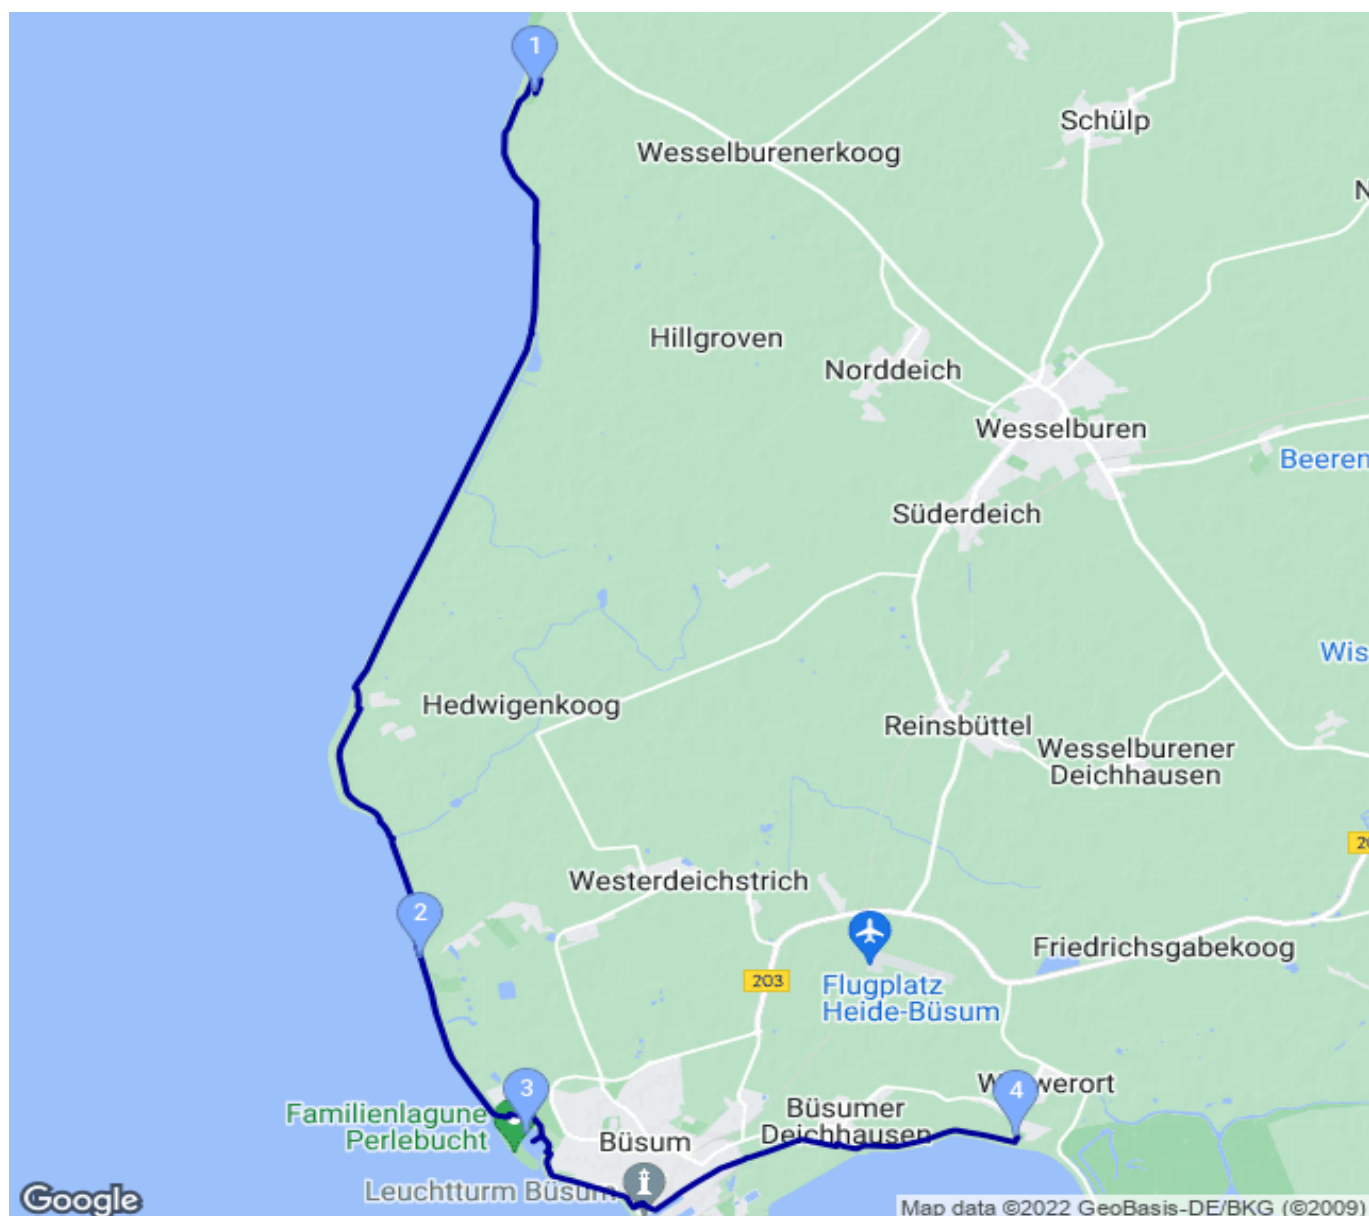 1
Schülp
Wesselburenerkoog
N
Hillgroven
Norddeich
Wesselburen
Beeren
Süderdeich
Wis
Hedwigenkoog
Reinsbüttel
Wesselburener
Deichhausen
20
Westerdeichstrich
2
Friedrichsgabekoog
203
Flugplatz
Heide-Büsum
3
4
Familienlagune
Perlebucht
Büsumer
Deichhausen
Büsum
Leuchtturm Büsum
Google
Map data ©2022 GeoBasis-DE/BKG (©2009)